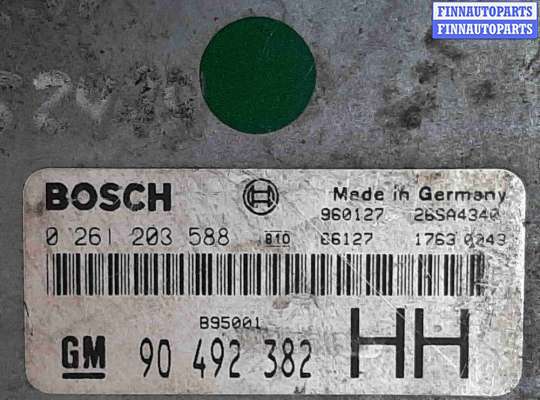 FINNAUTOPARTS
FINNAUTOPARTS
BOSCH
Made in Germany
960127 26SA4340
0 261 203 588 B10 66127 1763 0243
B95001
GM 90 492 382 HH